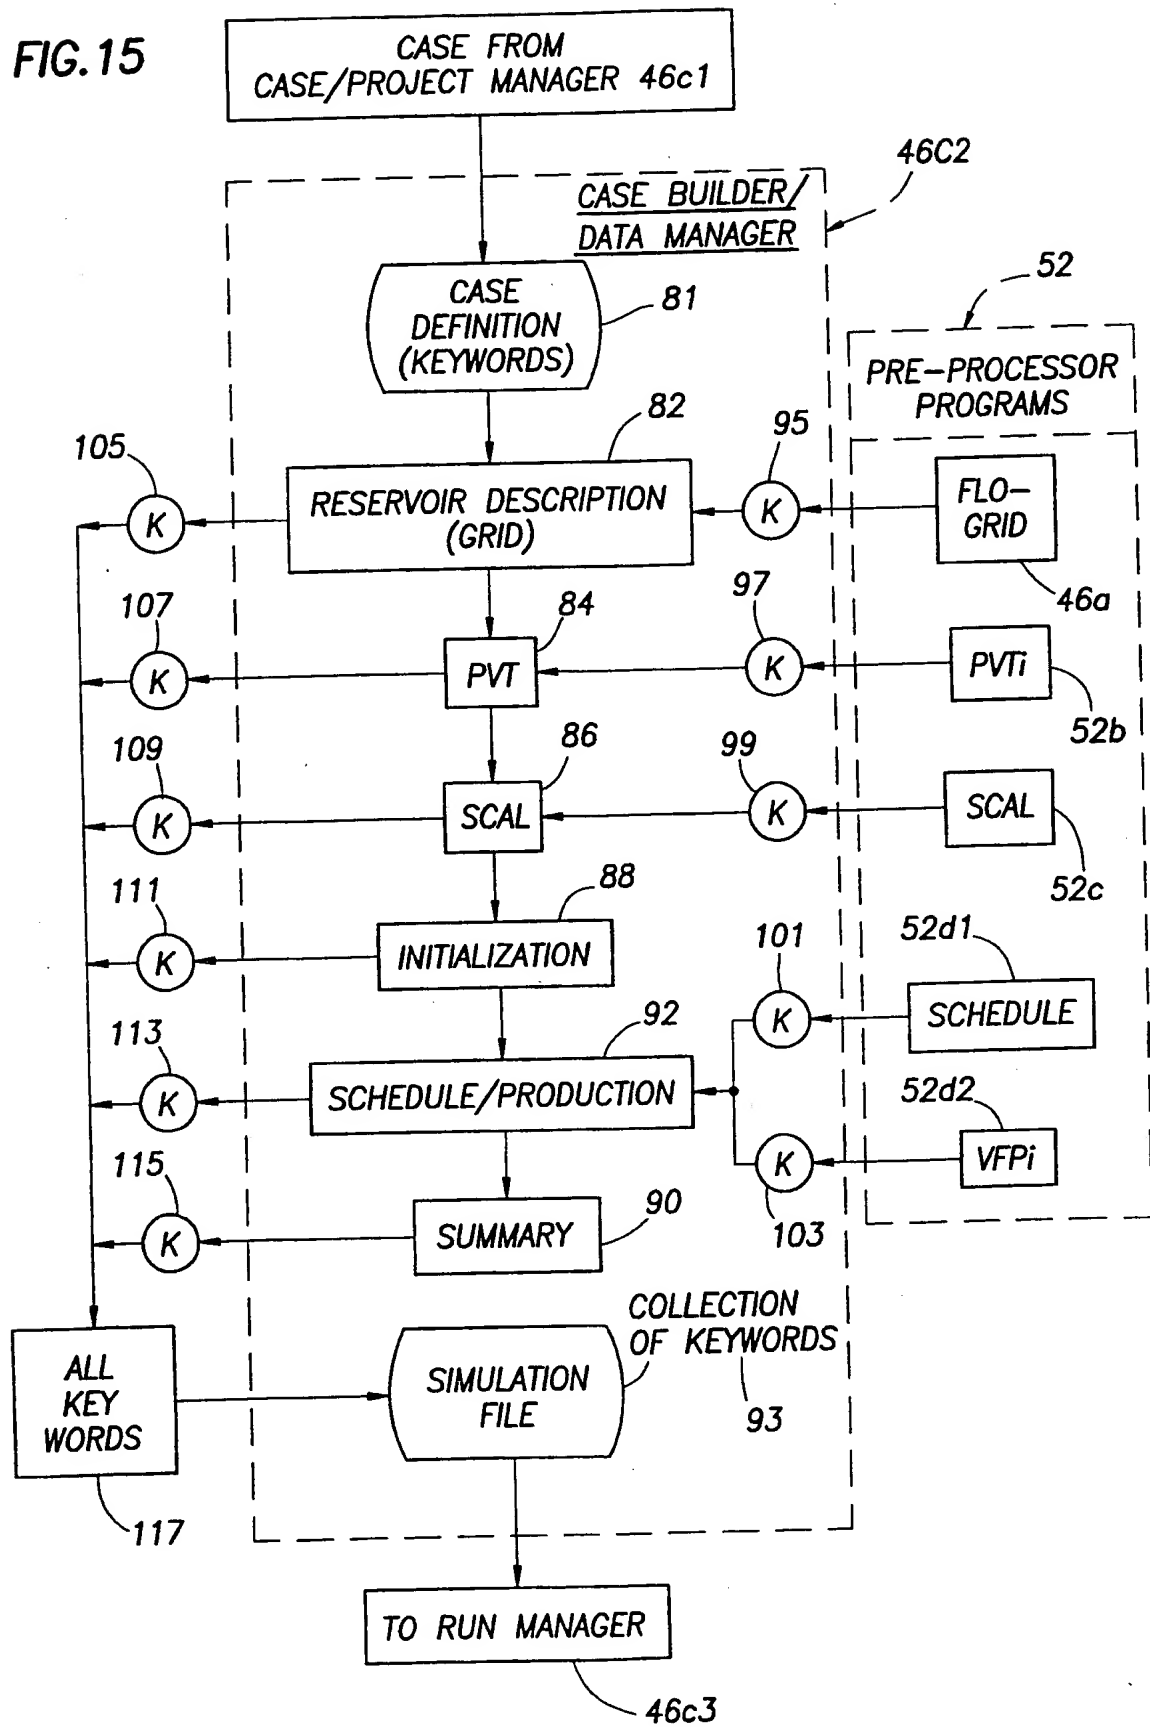 FIG.15
CASE FROM
CASE/PROJECT MANAGER 46c1
46C2
CASE BUILDER/
DATA MANAGER
52
CASE
DEFINITION
(KEYWORDS)
81
PRE-PROCESSOR
PROGRAMS
82
95
105
RESERVOIR DESCRIPTION
(GRID)
K
K
FLO-
GRID
46a
107
84
97
K
PVT
K
PVTi
52b
109
86
99
K
SCAL
K
SCAL
52c
111
88
K
INITIALIZATION
101
52d1
K
SCHEDULE
113
92
K
SCHEDULE/PRODUCTION
52d2
K
VFPi
103
115
90
K
SUMMARY
COLLECTION
OF KEYWORDS
93
ALL
KEY
WORDS
117
SIMULATION
FILE
TO RUN MANAGER
46c3